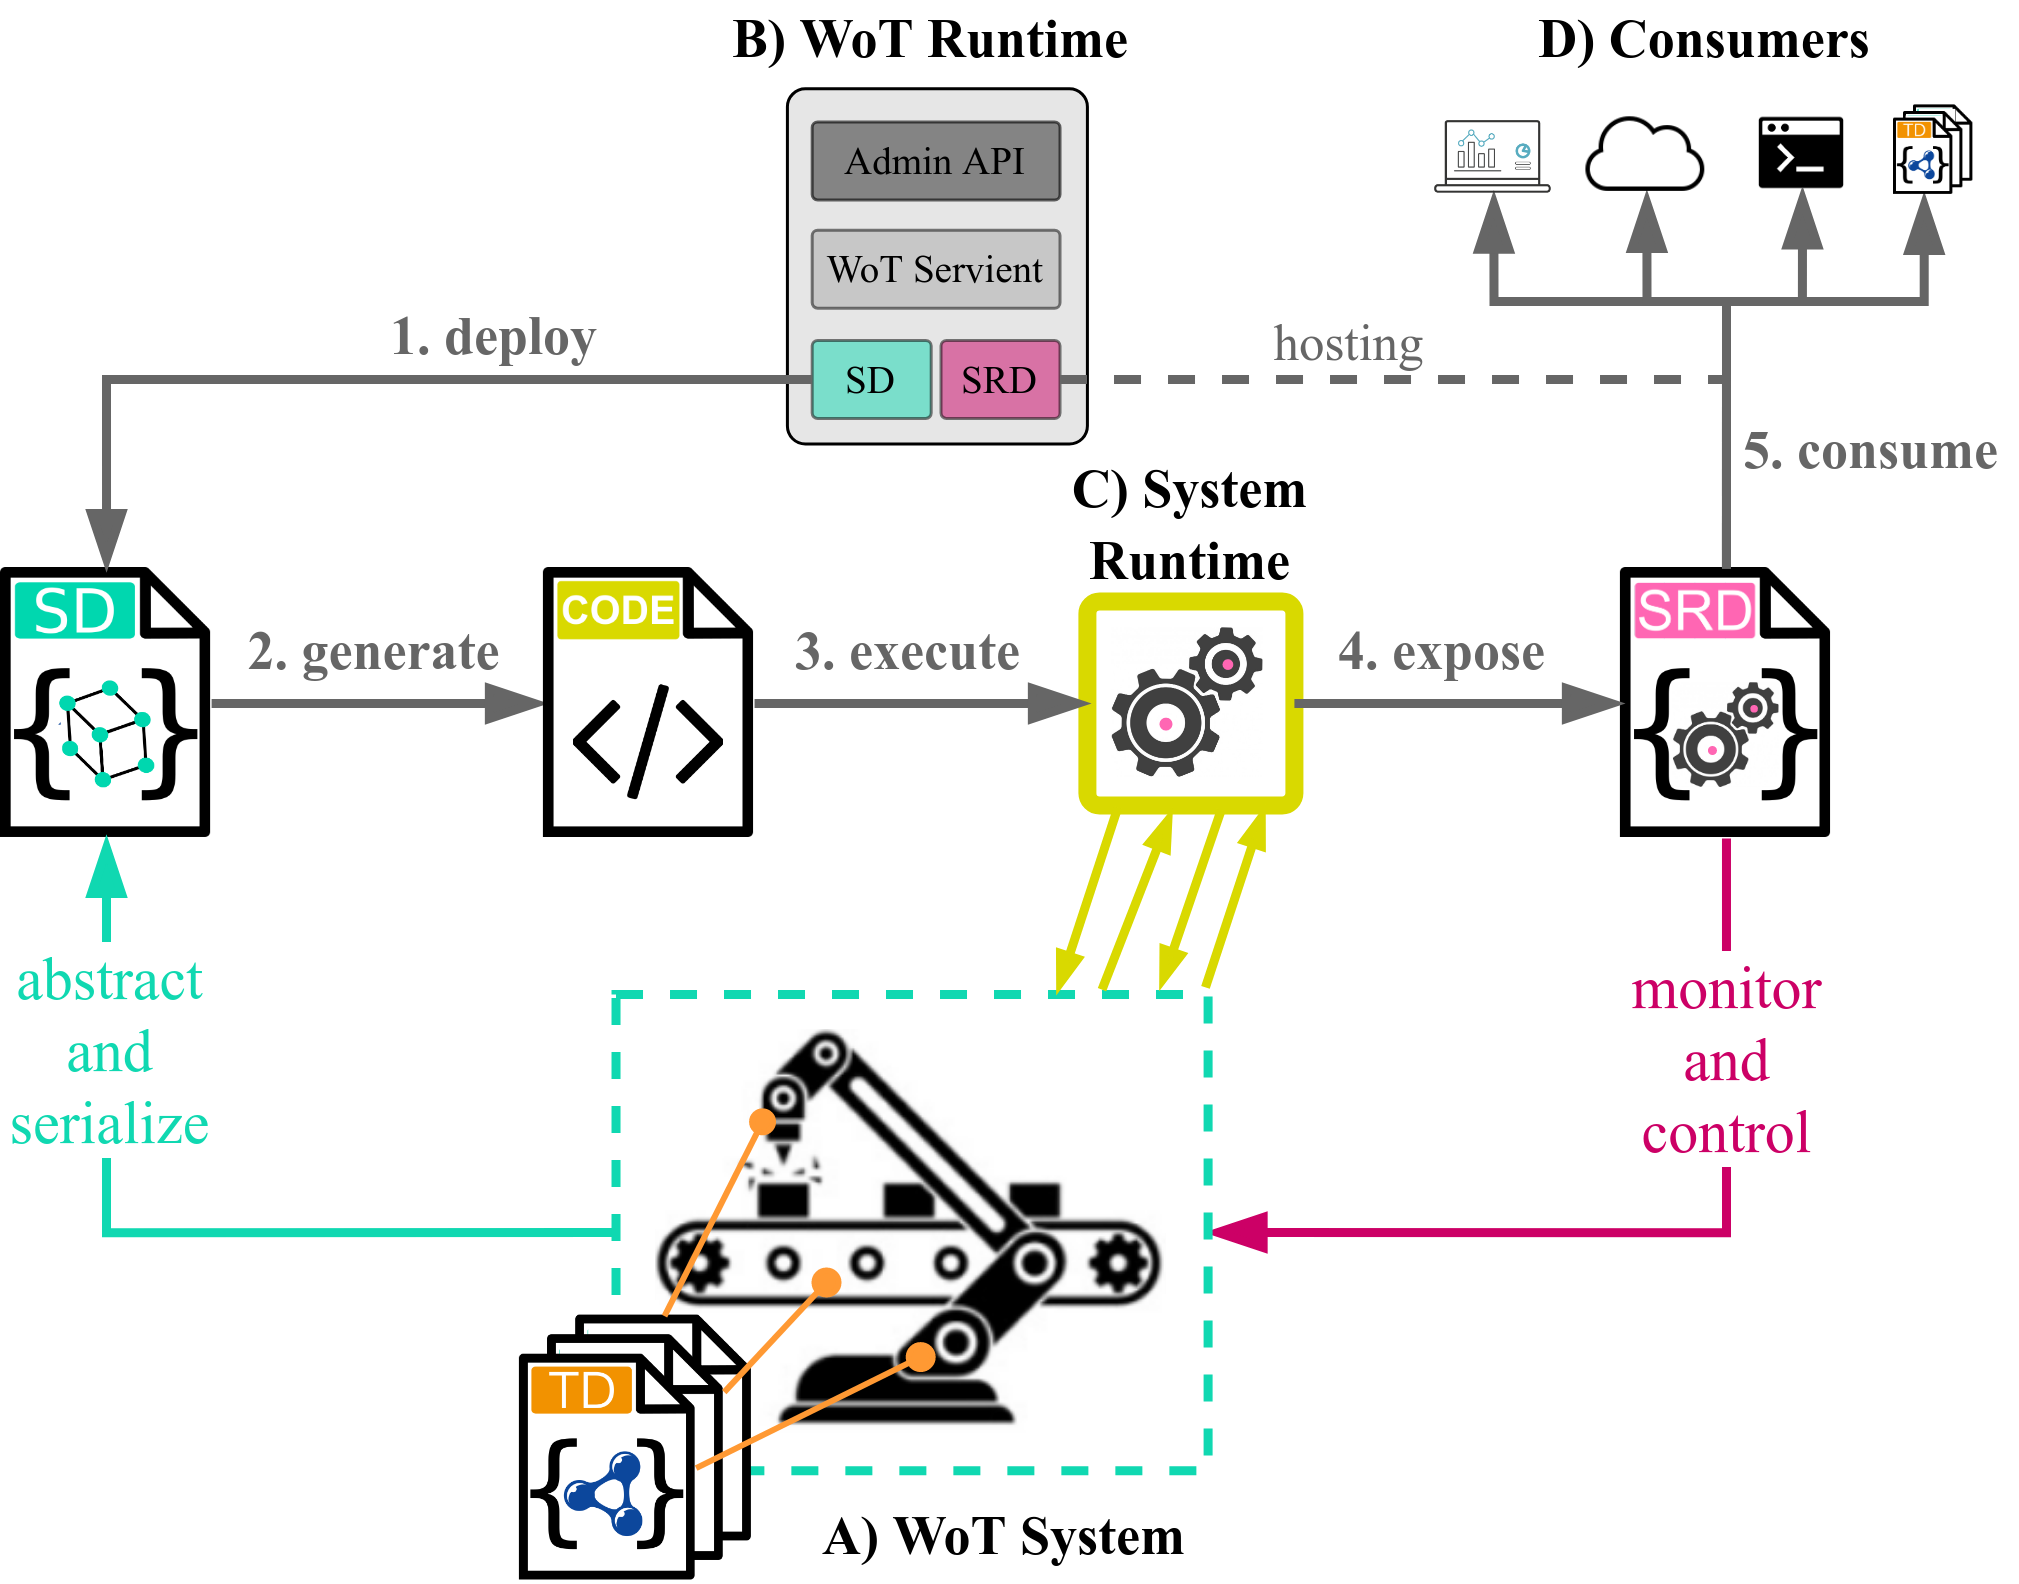 B) WoT Runtime
D) Consumers
Admin API
TD
WoT Servient
1. deploy
hosting
SD
SRD
5. consume
C) System
Runtime
SD
CODE
SRD
2. generate
3. execute
4. expose
abstract
and
serialize
monitor
and
control
TD
A) WoT System